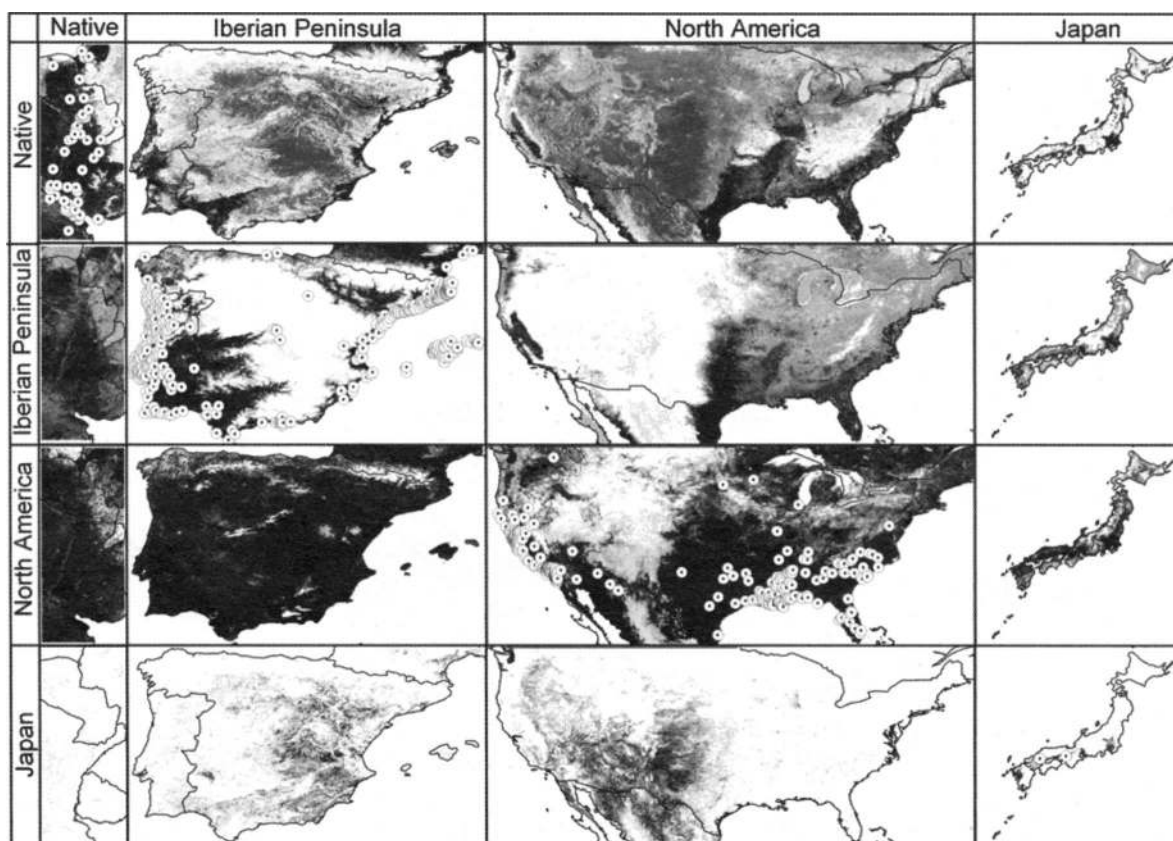 Native Iberian Peninsula North America Japan
Native
Iberian Peninsula
North America
Japan